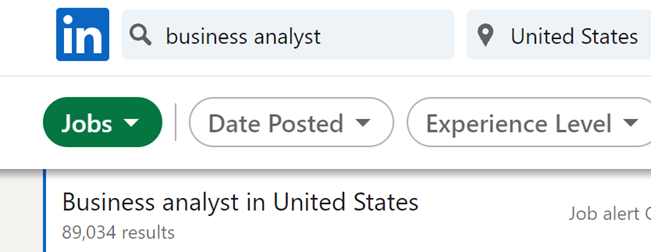 in business analyst United States
Jobs Date Posted Experience Level
Business analyst in United States
Job alert
89,034 results